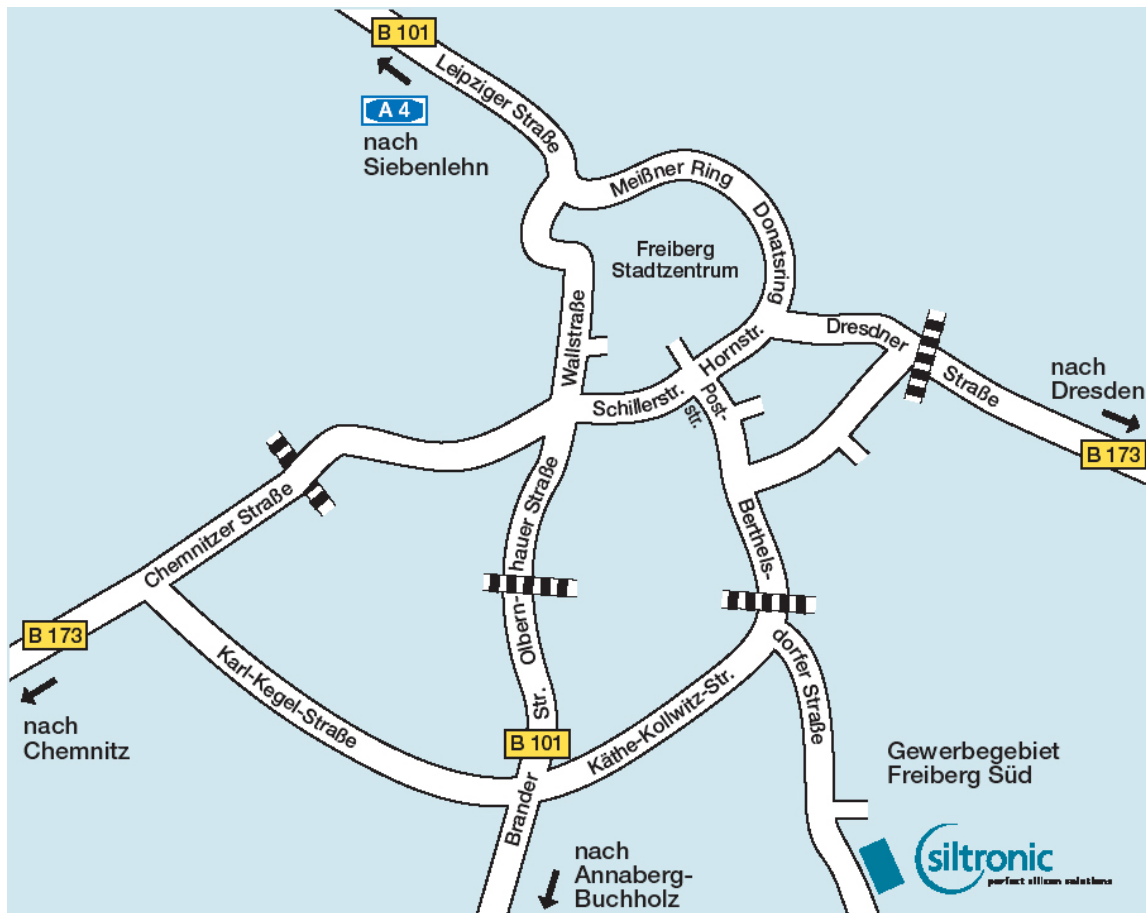 B 101
Leipziger Straße
A 4
nach
Siebenlehn
Meißner Ring
Donatsring
Freiberg
Stadtzentrum
Wallstraße
Hornstr.
Dresdner
Straße
nach
Dresden
B 173
Schillerstr.
Post-
str.
Chemnitzer Straße
Olbern-
hauer Straße
Berthels-
dorfer Straße
B 173
nach
Chemnitz
Karl-Kegel-Straße
Brander
Str.
B 101
Käthe-Kollwitz-Str.
Gewerbegebiet
Freiberg Süd
nach
Annaberg-
Buchholz
siltronic
perfect silicon solutions